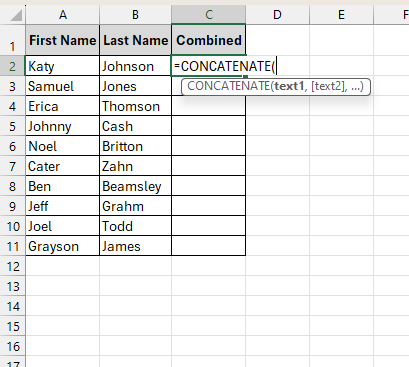 A B C D E F
1 First Name Last Name Combined
2 Katy Johnson =CONCATENATE(
3 Samuel Jones CONCATENATE(text1, [text2], ...)
4 Erica Thomson
5 Johnny Cash
6 Noel Britton
7 Cater Zahn
8 Ben Beamsley
9 Jeff Grahm
10 Joel Todd
11 Grayson James
12
13
14
15
16
17